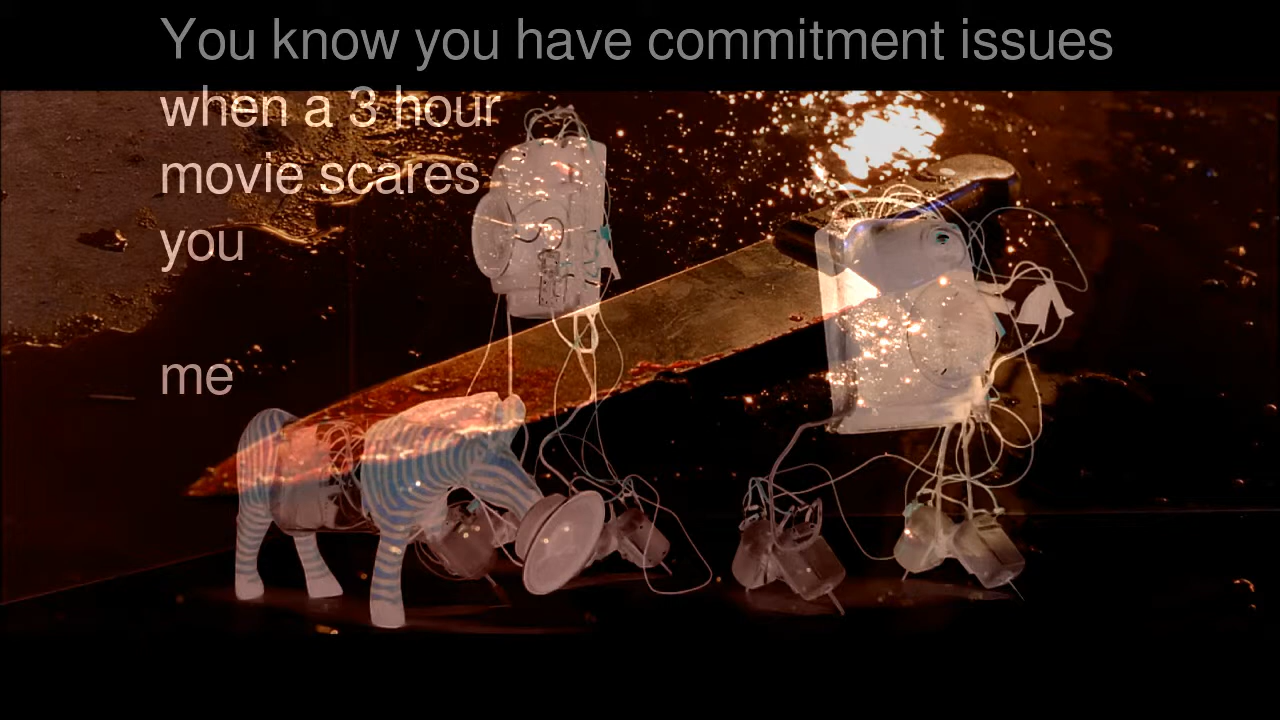 You know you have commitment issues
when a 3 hour
movie scares
you
me